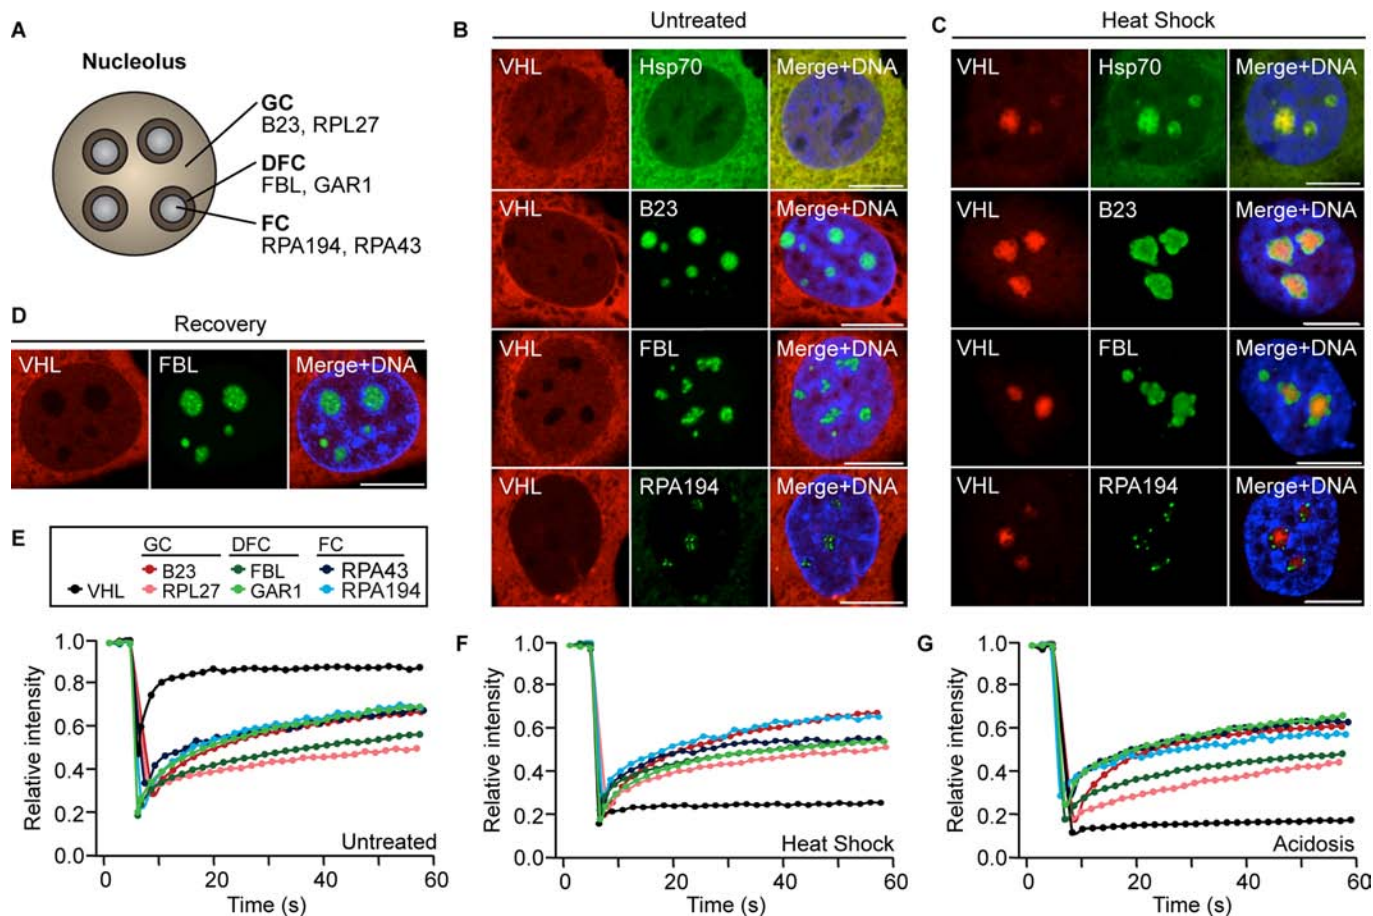 A
Nucleolus
GC
B23, RPL27
DFC
FBL, GAR1
FC
RPA194, RPA43
B
Untreated
VHL
Hsp70
Merge+DNA
VHL
B23
Merge+DNA
VHL
FBL
Merge+DNA
VHL
RPA194
Merge+DNA
C
Heat Shock
VHL
Hsp70
Merge+DNA
VHL
B23
Merge+DNA
VHL
FBL
Merge+DNA
VHL
RPA194
Merge+DNA
D
Recovery
VHL
FBL
Merge+DNA
E
GC DFC FC
B23 FBL RPA43
VHL RPL27 GAR1 RPA194
Relative intensity
1.0
0.8
0.6
0.4
0.2
0.0
0 20 40 60
Time (s)
Untreated
F
Relative intensity
1.0
0.8
0.6
0.4
0.2
0.0
0 20 40 60
Time (s)
Heat Shock
G
Relative intensity
1.0
0.8
0.6
0.4
0.2
0.0
0 20 40 60
Time (s)
Acidosis